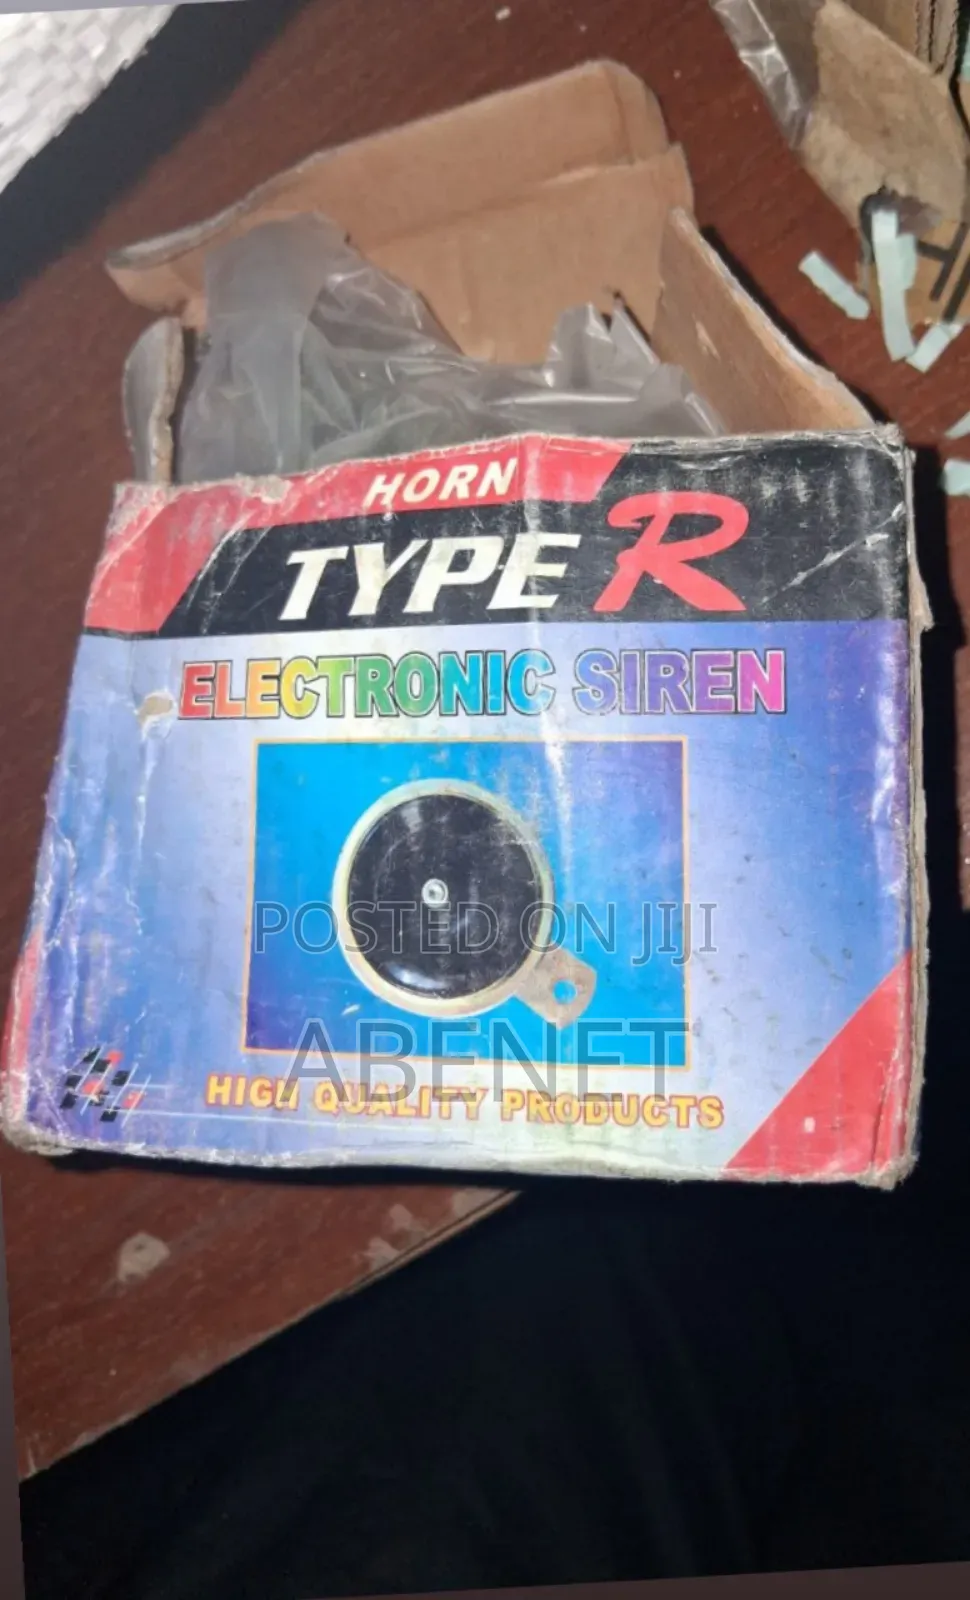 HORN
TYPE R
ELECTRONIC SIREN
POSTED ON JIJI
ABENET
HIGH QUALITY PRODUCTS